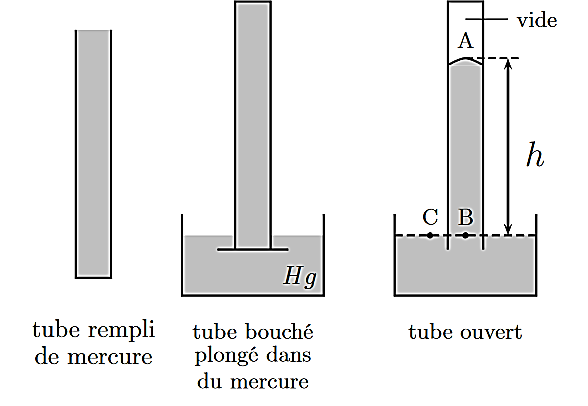 vide
A
h
C
B
Hg
tube rempli
de mercure
tube bouché
plongé dans
du mercure
tube ouvert